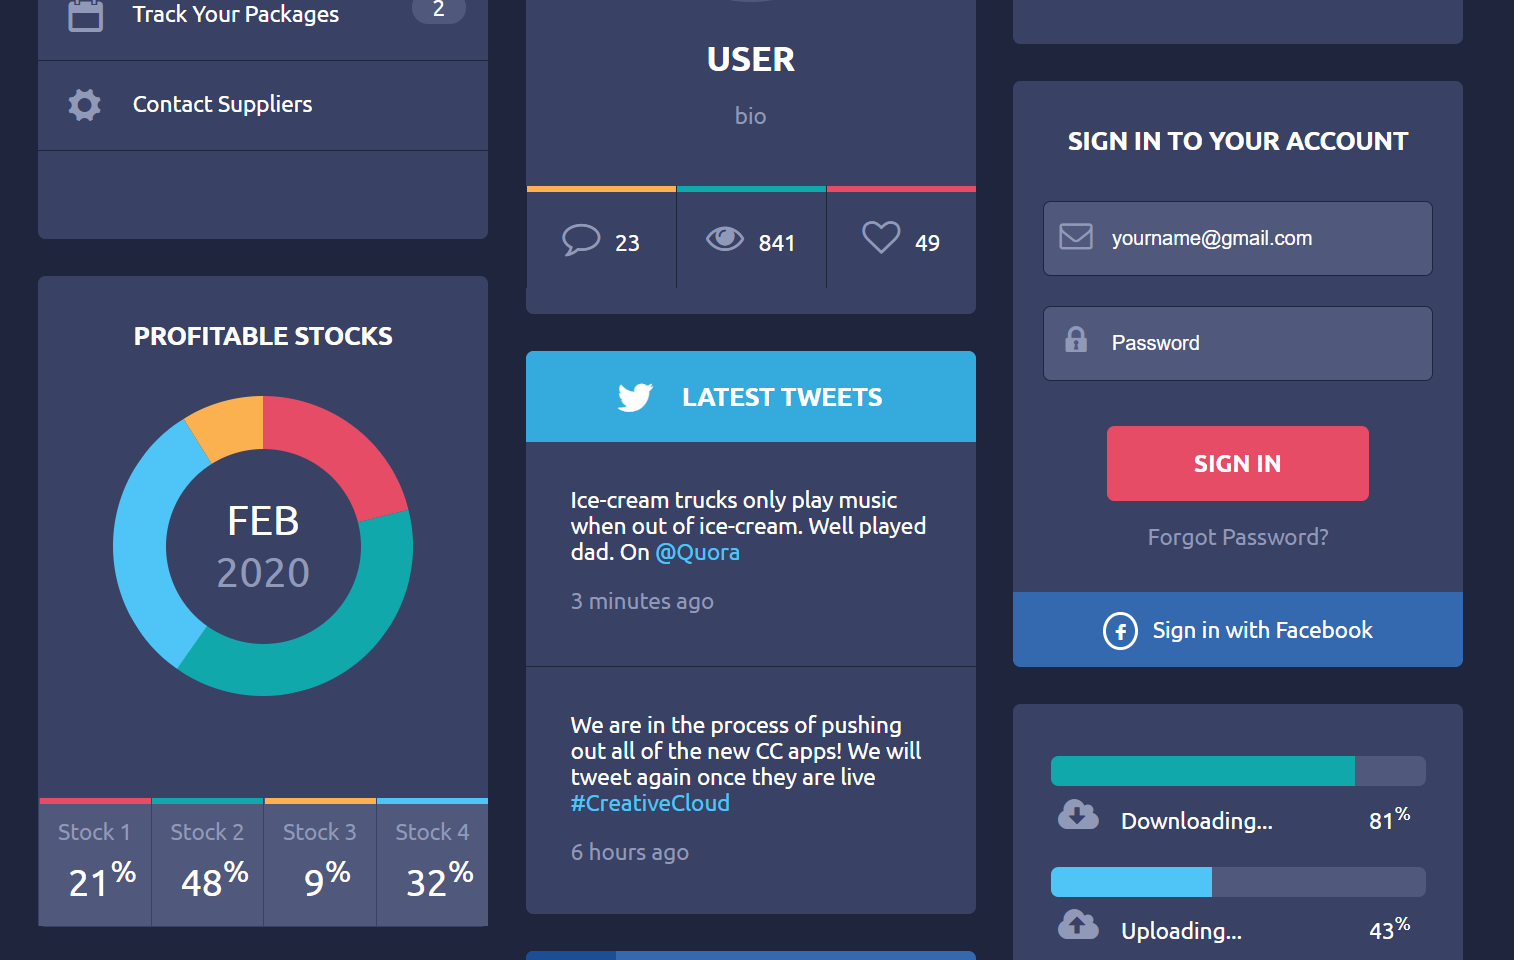 Track Your Packages
2
Contact Suppliers
PROFITABLE STOCKS
FEB
2020
Stock 1
21%
Stock 2
48%
Stock 3
9%
Stock 4
32%
USER
bio
23
841
49
LATEST TWEETS
Ice-cream trucks only play music
when out of ice-cream. Well played
dad. On @Quora
3 minutes ago
We are in the process of pushing
out all of the new CC apps! We will
tweet again once they are live
#CreativeCloud
6 hours ago
SIGN IN TO YOUR ACCOUNT
yourname@gmail.com
Password
SIGN IN
Forgot Password?
Sign in with Facebook
Downloading...
81%
Uploading...
43%